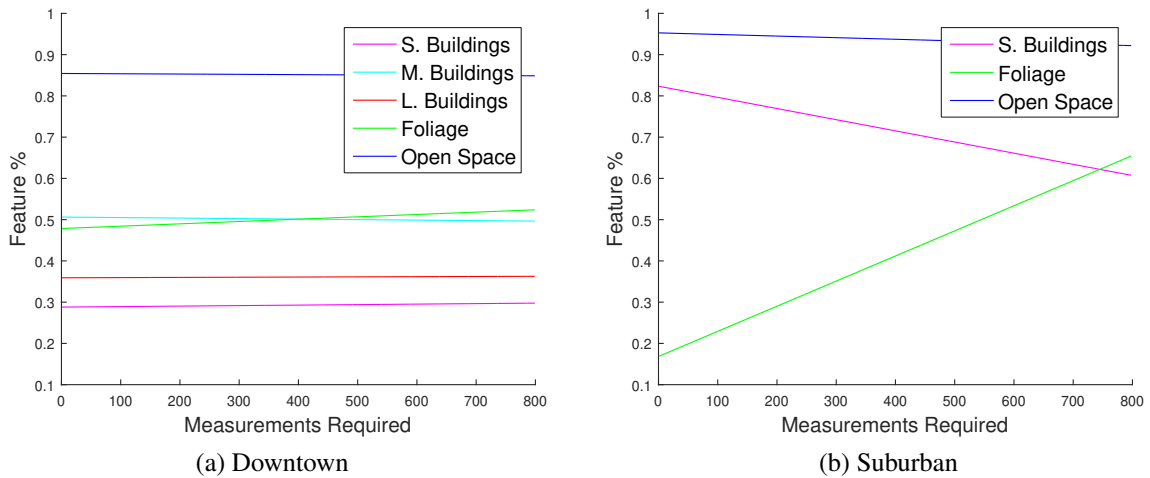 1
0.9
0.8
0.7
0.6
0.5
0.4
0.3
0.2
0.1
Feature %
S. Buildings
M. Buildings
L. Buildings
Foliage
Open Space
0 100 200 300 400 500 600 700 800
Measurements Required
(a) Downtown
1
0.9
0.8
0.7
0.6
0.5
0.4
0.3
0.2
0.1
Feature %
S. Buildings
Foliage
Open Space
0 100 200 300 400 500 600 700 800
Measurements Required
(b) Suburban